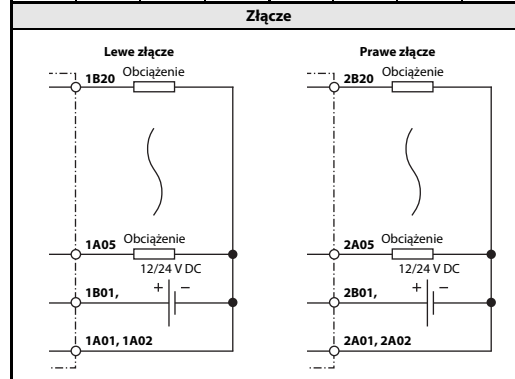 Złącze
Lewe złącze
1B20 Obciążenie
1A05 Obciążenie
12/24 V DC
1B01, + −
1A01, 1A02
Prawe złącze
2B20 Obciążenie
2A05 Obciążenie
12/24 V DC
2B01, + −
2A01, 2A02